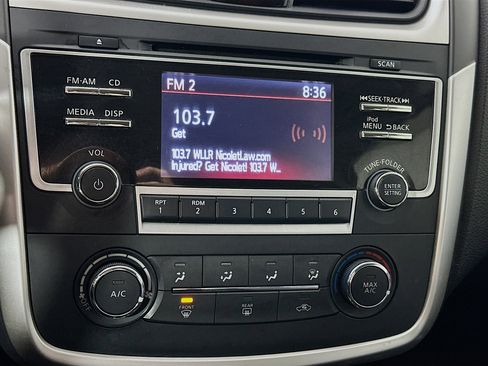 SCAN
FM·AM CD
MEDIA DISP
VOL
FM 2 8:36
103.7
Get
103.7 WLLR NicoletLaw.com
Injured? Get Nicolet! 103.7 W...
SEEK·TRACK
iPod
MENU BACK
TUNE·FOLDER
ENTER
SETTING
RPT
1
RDM
2
3 4 5 6
A/C
OFF
FRONT
REAR
MAX
A/C